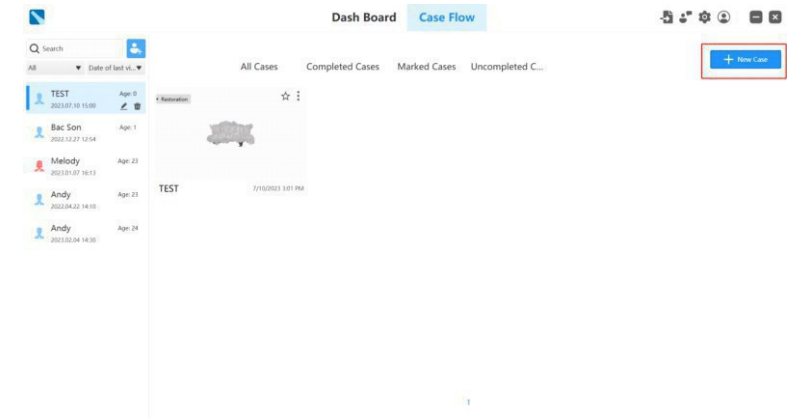 Dash Board Case Flow
Search
All Date of last vi...
All Cases Completed Cases Marked Cases Uncompleted C...
New Case
TEST Age: 0
2023.07.10 15:00
Bac Son Age: 1
2022.12.27 12:54
Melody Age: 23
2023.01.07 16:13
Andy Age: 23
2022.04.22 14:10
Andy Age: 24
2023.02.04 14:30
Restoration
TEST 7/10/2023 3:01 PM
1